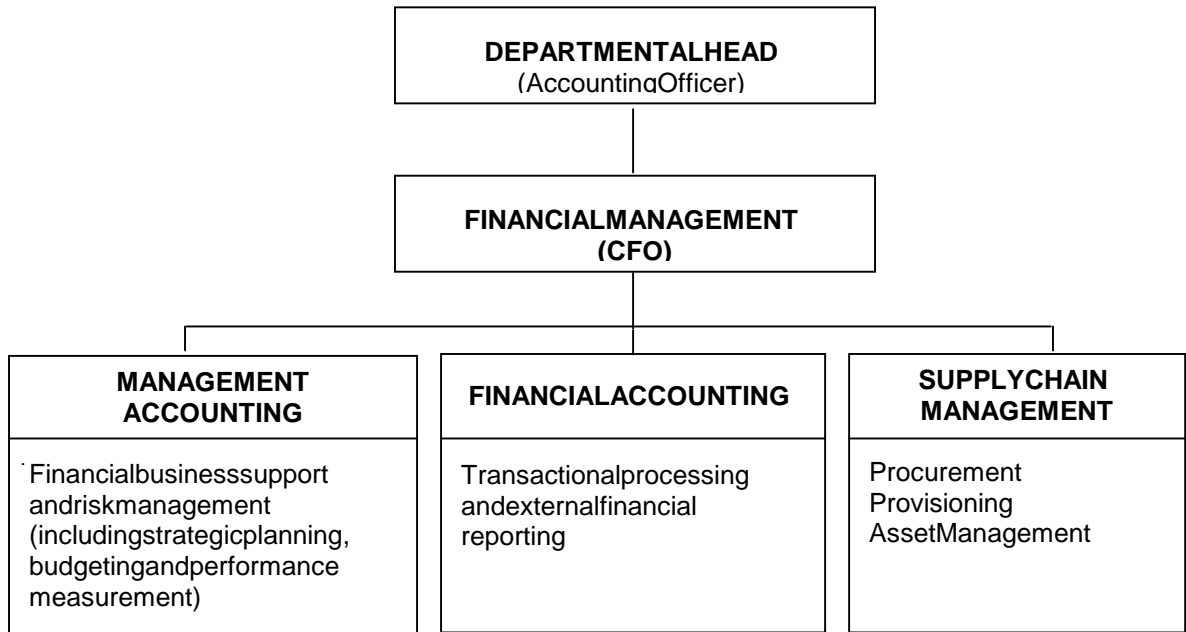 DEPARTMENTALHEAD
(AccountingOfficer)
FINANCIALMANAGEMENT
(CFO)
MANAGEMENT
ACCOUNTING
Financialbusinesssupport
andriskmanagement
(includingstrategicplanning,
budgetingandperformance
measurement)
FINANCIALACCOUNTING
Transactionalprocessing
andexternalfinancial
reporting
SUPPLYCHAIN
MANAGEMENT
Procurement
Provisioning
AssetManagement